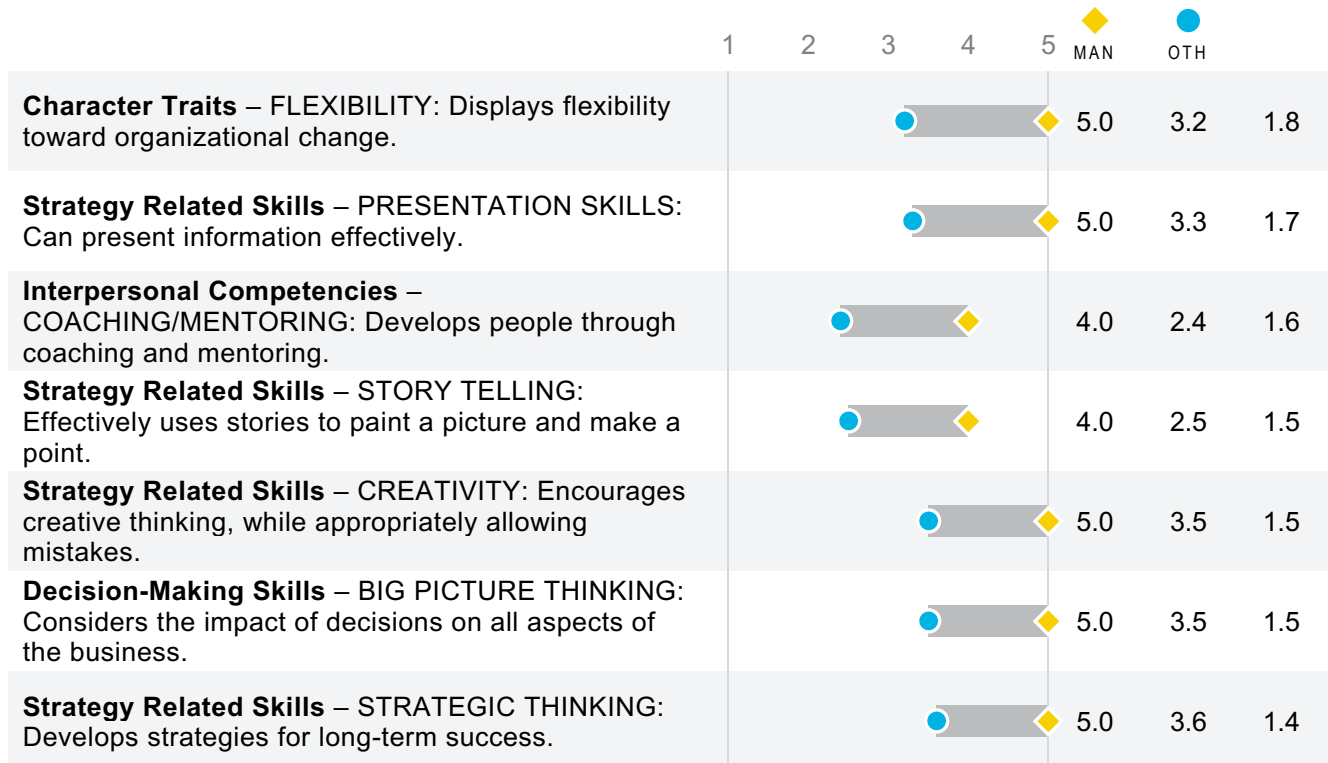 1 2 3 4 5 MAN OTH
Character Traits – FLEXIBILITY: Displays flexibility
toward organizational change.
5.0 3.2 1.8
Strategy Related Skills – PRESENTATION SKILLS:
Can present information effectively.
5.0 3.3 1.7
Interpersonal Competencies –
COACHING/MENTORING: Develops people through
coaching and mentoring.
4.0 2.4 1.6
Strategy Related Skills – STORY TELLING:
Effectively uses stories to paint a picture and make a
point.
4.0 2.5 1.5
Strategy Related Skills – CREATIVITY: Encourages
creative thinking, while appropriately allowing
mistakes.
5.0 3.5 1.5
Decision-Making Skills – BIG PICTURE THINKING:
Considers the impact of decisions on all aspects of
the business.
5.0 3.5 1.5
Strategy Related Skills – STRATEGIC THINKING:
Develops strategies for long-term success.
5.0 3.6 1.4